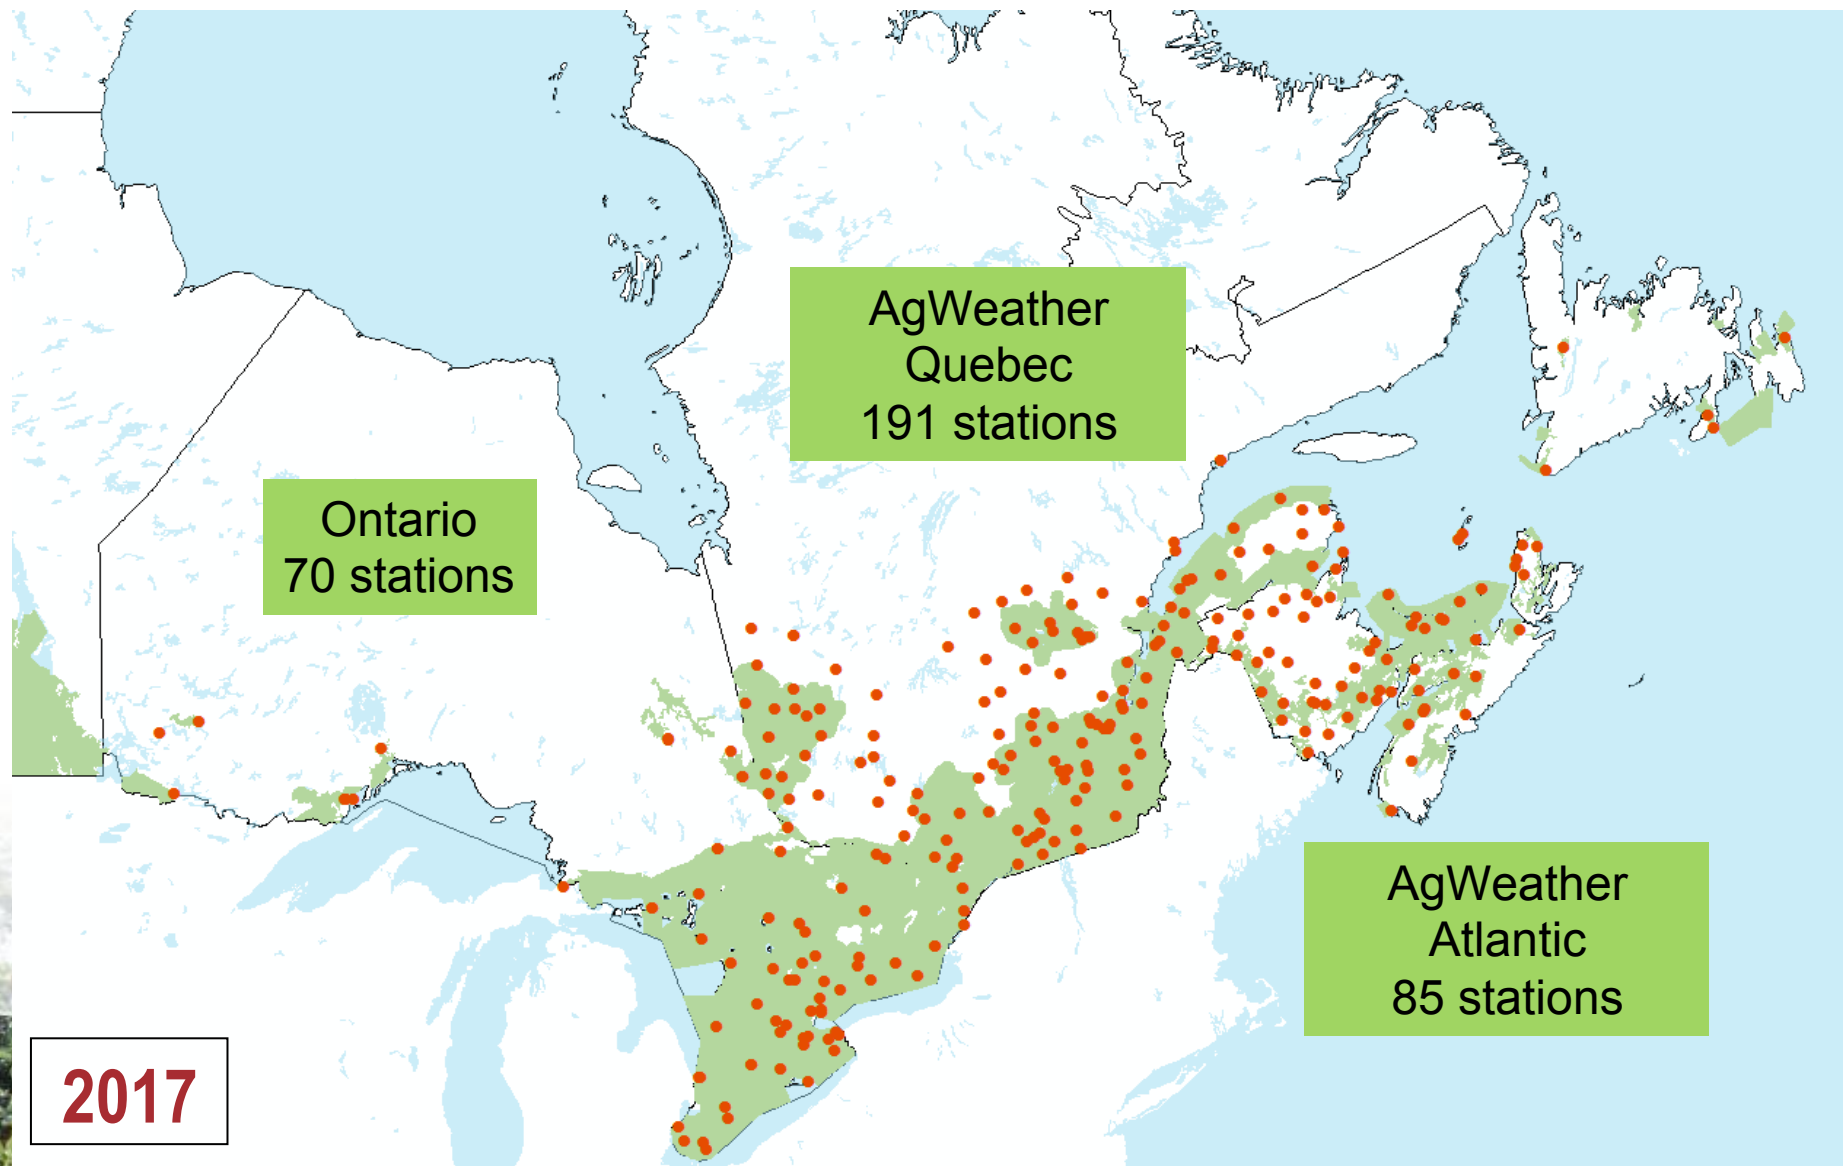 AgWeather
Quebec
191 stations
Ontario
70 stations
AgWeather
Atlantic
85 stations
2017